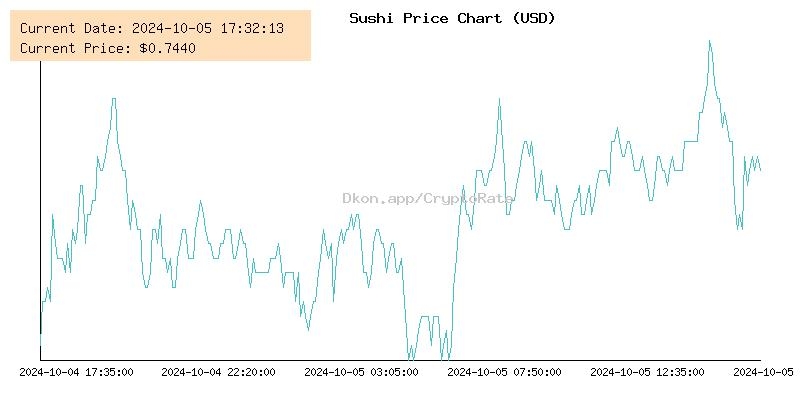 Sushi Price Chart (USD)
Current Date: 2024-10-05 17:32:13
Current Price: $0.7440
Dkon.app/CryptoRate
2024-10-04 17:35:00 2024-10-04 22:20:00 2024-10-05 03:05:00 2024-10-05 07:50:00 2024-10-05 12:35:00 2024-10-05